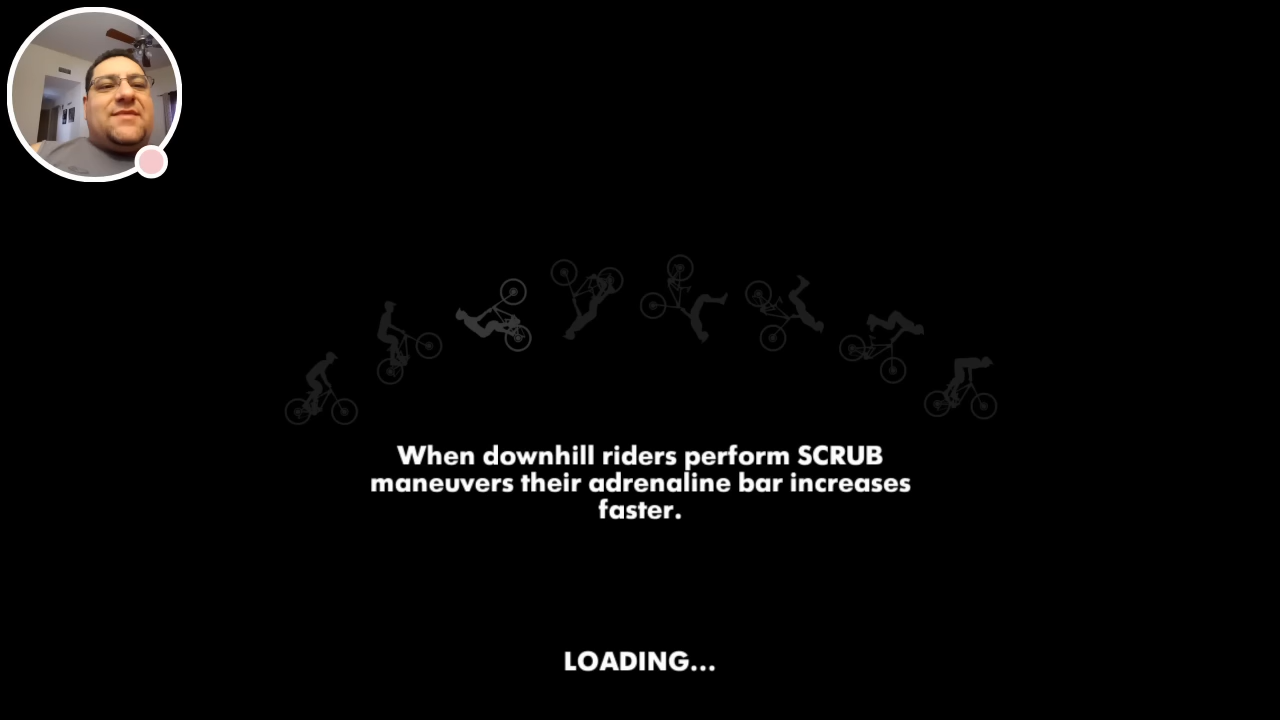 When downhill riders perform SCRUB
maneuvers their adrenaline bar increases
faster.
LOADING...